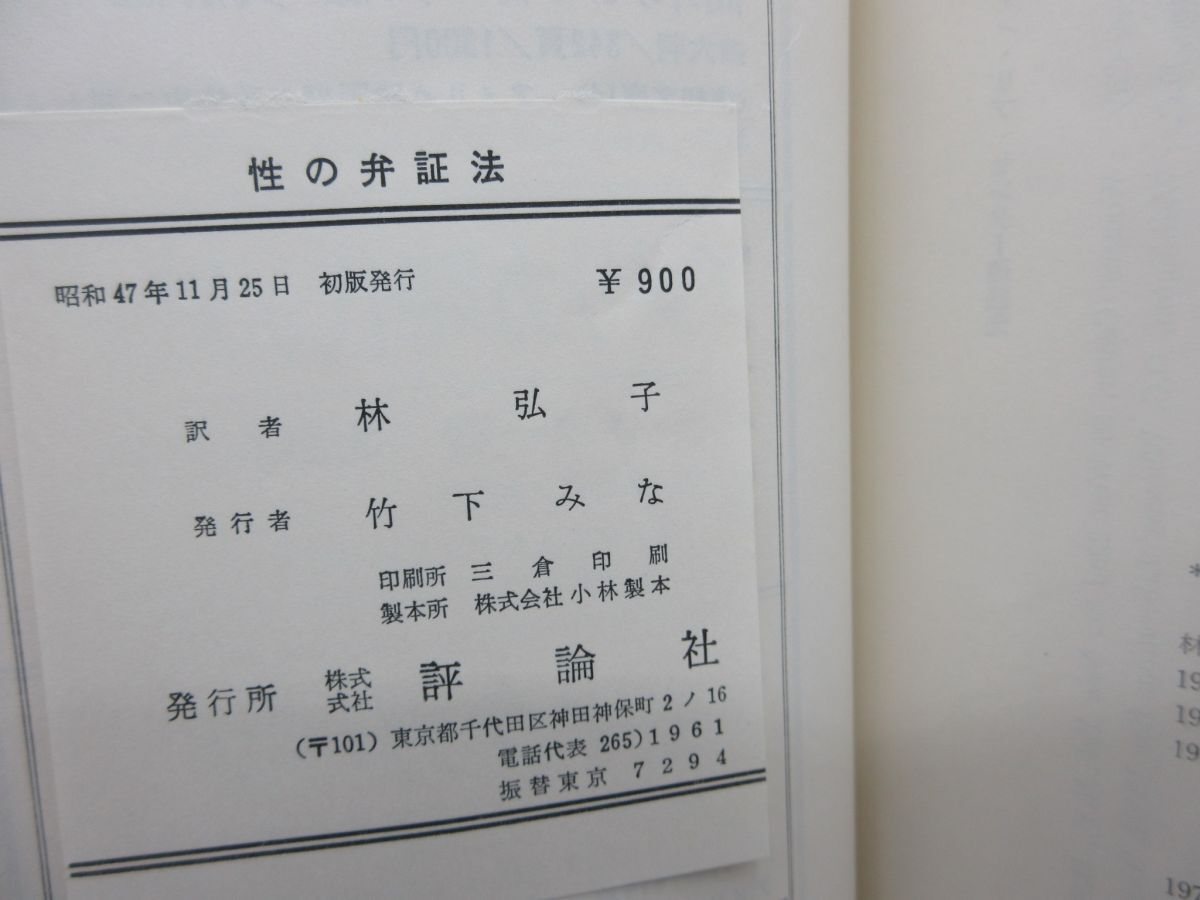 性の弁証法
昭和47年11月25日 初版発行 ¥900
訳者 林弘子
発行者 竹下みな
印刷所 三倉印刷
製本所 株式会社小林製本
発行所 株式式社 評論社
(〒101) 東京都千代田区神田神保町2ノ16
電話代表 265)1961
振替東京 7294
*
197